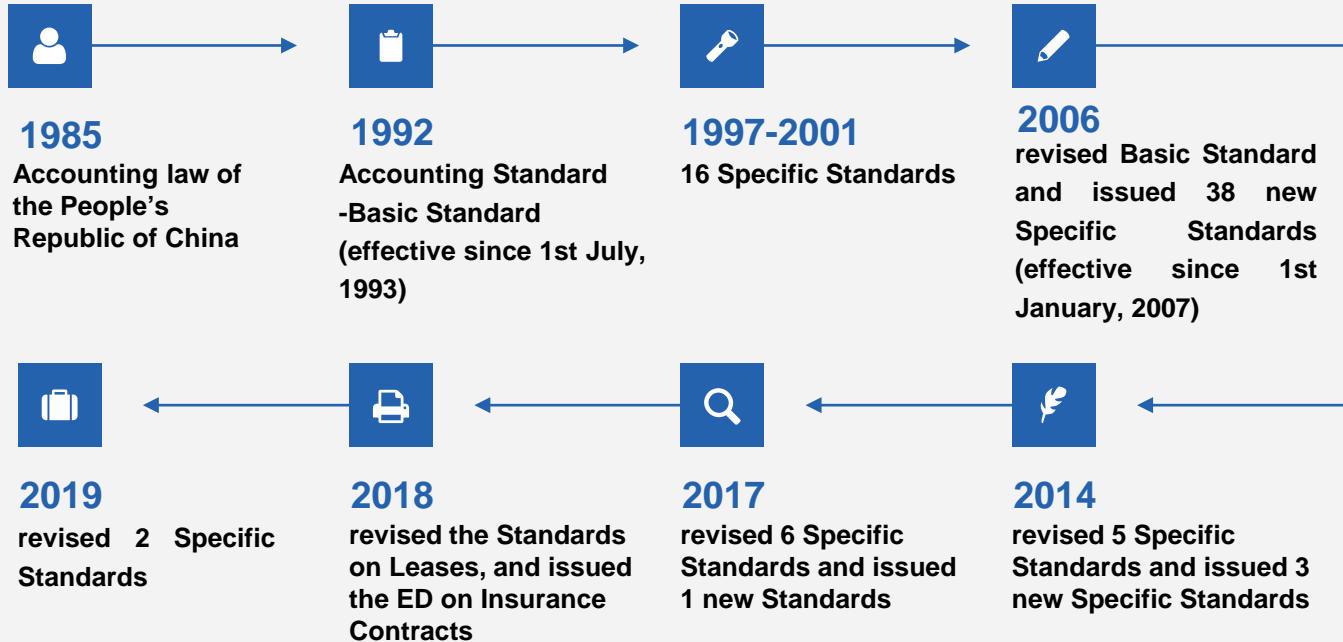 1985
Accounting law of
the People's
Republic of China
1992
Accounting Standard
-Basic Standard
(effective since 1st July,
1993)
1997-2001
16 Specific Standards
2006
revised Basic Standard
and issued 38 new
Specific Standards
(effective since 1st
January, 2007)
2014
revised 5 Specific
Standards and issued 3
new Specific Standards
2017
revised 6 Specific
Standards and issued
1 new Standards
2018
revised the Standards
on Leases, and issued
the ED on Insurance
Contracts
2019
revised 2 Specific
Standards